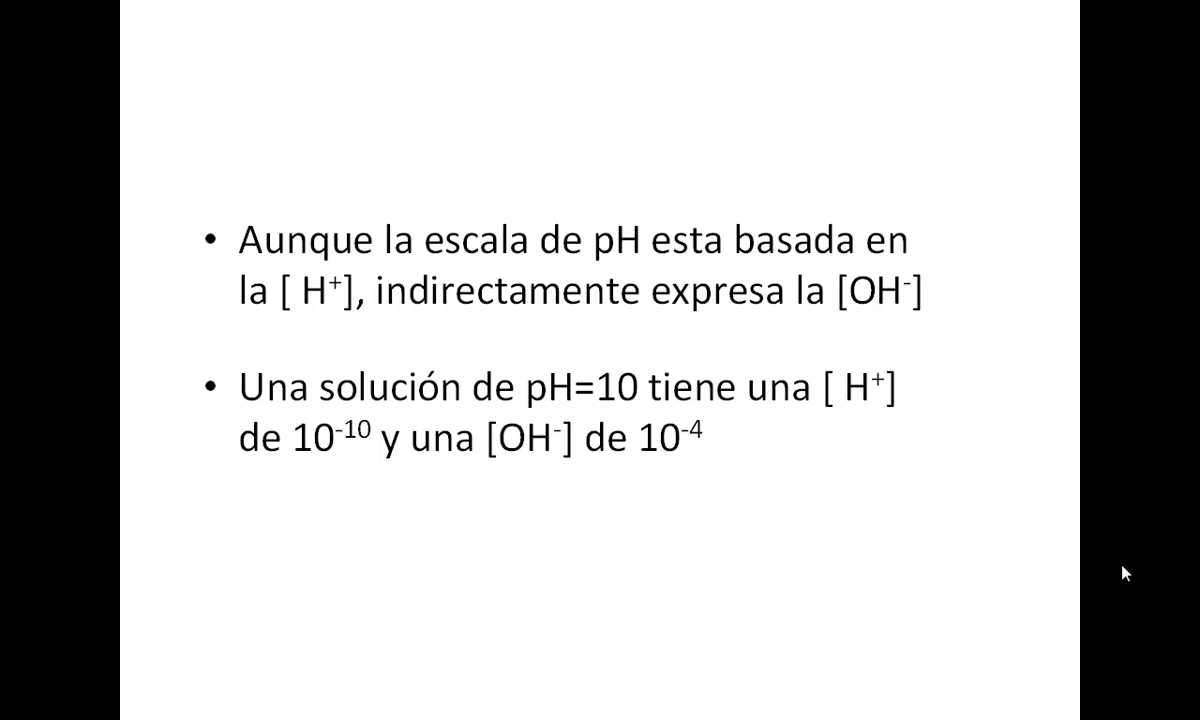 • Aunque la escala de pH esta basada en
la [ H⁺], indirectamente expresa la [OH⁻]
• Una solución de pH=10 tiene una [ H⁺]
de 10⁻¹⁰ y una [OH⁻] de 10⁻⁴